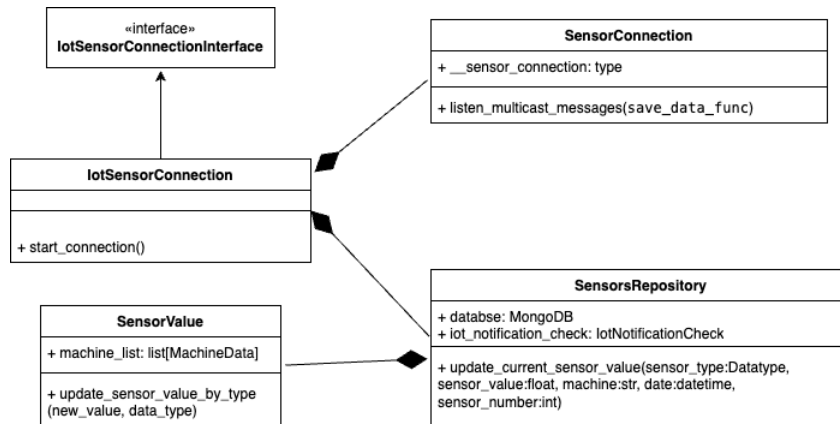 «interface»
IotSensorConnectionInterface
SensorConnection
+ __sensor_connection: type
+ listen_multicast_messages(save_data_func)
IotSensorConnection
+ start_connection()
SensorsRepository
+ databse: MongoDB
+ iot_notification_check: IotNotificationCheck
+ update_current_sensor_value(sensor_type:Datatype,
sensor_value:float, machine:str, date:datetime,
sensor_number:int)
SensorValue
+ machine_list: list[MachineData]
+ update_sensor_value_by_type
(new_value, data_type)